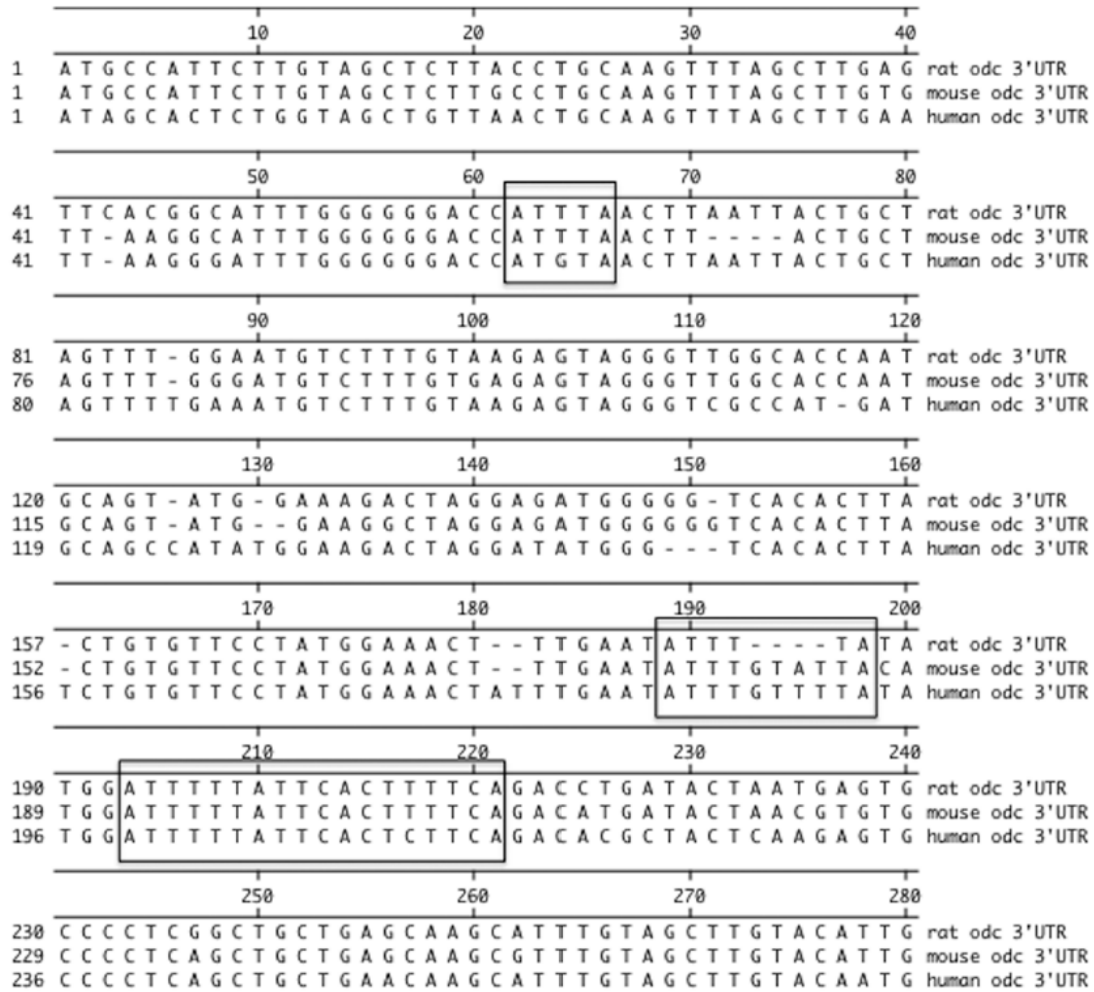 10 20 30 40
1 A T G C C A T T C T T G T A G C T C T T A C C T G C A A G T T T A G C T T G A G rat odc 3'UTR
1 A T G C C A T T C T T G T A G C T C T T G C C T G C A A G T T T A G C T T G T G mouse odc 3'UTR
1 A T A G C A C T C T G G T A G C T G T T A A C T G C A A G T T T A G C T T G A A human odc 3'UTR
50 60 70 80
41 T T C A C G G C A T T T G G G G G G A C C A T T T A A C T T A A T T A C T G C T rat odc 3'UTR
41 T T - A A G G C A T T T G G G G G G A C C A T T T A A C T T - - - - A C T G C T mouse odc 3'UTR
41 T T - A A G G G A T T T G G G G G G A C C A T G T A A C T T A A T T A C T G C T human odc 3'UTR
90 100 110 120
81 A G T T T - G G A A T G T C T T T G T A A G A G T A G G G T T G G C A C C A A T rat odc 3'UTR
76 A G T T T - G G G A T G T C T T T G T G A G A G T A G G G T T G G C A C C A A T mouse odc 3'UTR
80 A G T T T T G A A A T G T C T T T G T A A G A G T A G G G T C G C C A T - G A T human odc 3'UTR
130 140 150 160
120 G C A G T - A T G - G A A A G A C T A G G A G A T G G G G G - T C A C A C T T A rat odc 3'UTR
115 G C A G T - A T G - - G A A G G C T A G G A G A T G G G G G G T C A C A C T T A mouse odc 3'UTR
119 G C A G C C A T A T G G A A G A C T A G G A T A T G G G - - - T C A C A C T T A human odc 3'UTR
170 180 190 200
157 - C T G T G T T C C T A T G G A A A C T - - T T G A A T A T T T - - - - T A T A rat odc 3'UTR
152 - C T G T G T T C C T A T G G A A A C T - - T T G A A T A T T T G T A T T A C A mouse odc 3'UTR
156 T C T G T G T T C C T A T G G A A A C T A T T T G A A T A T T T G T T T T A T A human odc 3'UTR
210 220 230 240
190 T G G A T T T T T A T T C A C T T T T C A G A C C T G A T A C T A A T G A G T G rat odc 3'UTR
189 T G G A T T T T T A T T C A C T T T T C A G A C A T G A T A C T A A C G T G T G mouse odc 3'UTR
196 T G G A T T T T T A T T C A C T C T T C A G A C A C G C T A C T C A A G A G T G human odc 3'UTR
250 260 270 280
230 C C C C T C G G C T G C T G A G C A A G C A T T T G T A G C T T G T A C A T T G rat odc 3'UTR
229 C C C C T C A G C T G C T G A G C A A G C G T T T G T A G C T T G T A C A T T G mouse odc 3'UTR
236 C C C C T C A G C T G C T G A A C A A G C A T T T G T A G C T T G T A C A A T G human odc 3'UTR